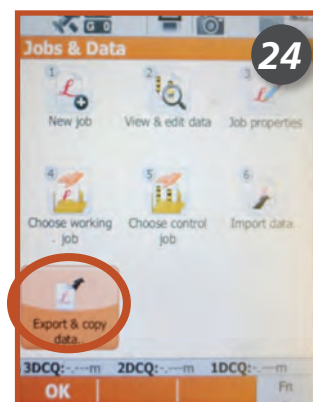 G 0
Jobs & Data
24
1 2 3
New job View & edit data Job properties
4 5 6
Choose working Choose control Import data..
. job job
Export & copy
data..
3DCQ:-.---m 2DCQ:-.---m 1DCQ:-.---m
OK Fn